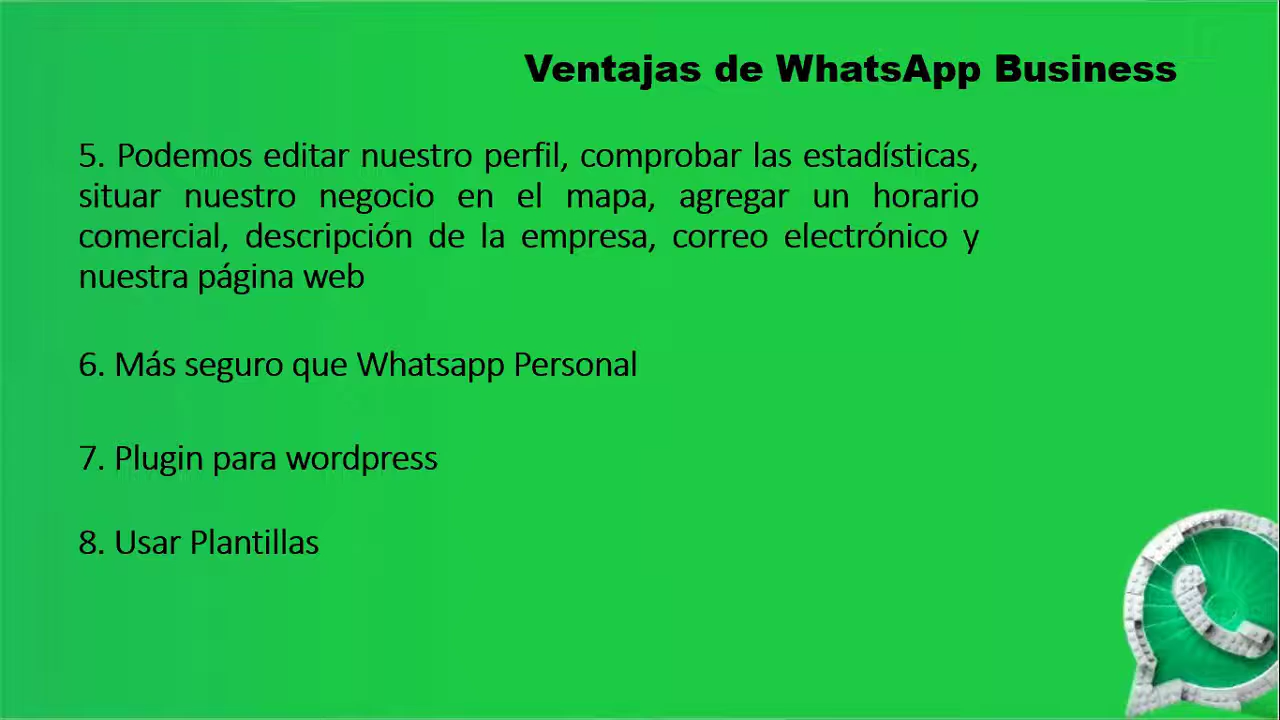 Ventajas de WhatsApp Business
5. Podemos editar nuestro perfil, comprobar las estadísticas,
situar nuestro negocio en el mapa, agregar un horario
comercial, descripción de la empresa, correo electrónico y
nuestra página web
6. Más seguro que Whatsapp Personal
7. Plugin para wordpress
8. Usar Plantillas